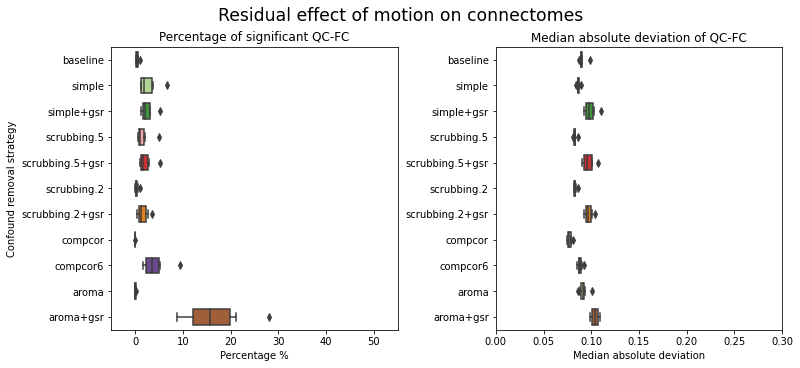 Residual effect of motion on connectomes
Percentage of significant QC-FC
Confound removal strategy
baseline
simple
simple+gsr
scrubbing.5
scrubbing.5+gsr
scrubbing.2
scrubbing.2+gsr
compcor
compcor6
aroma
aroma+gsr
0 10 20 30 40 50
Percentage %
Median absolute deviation of QC-FC
baseline
simple
simple+gsr
scrubbing.5
scrubbing.5+gsr
scrubbing.2
scrubbing.2+gsr
compcor
compcor6
aroma
aroma+gsr
0.00 0.05 0.10 0.15 0.20 0.25 0.30
Median absolute deviation